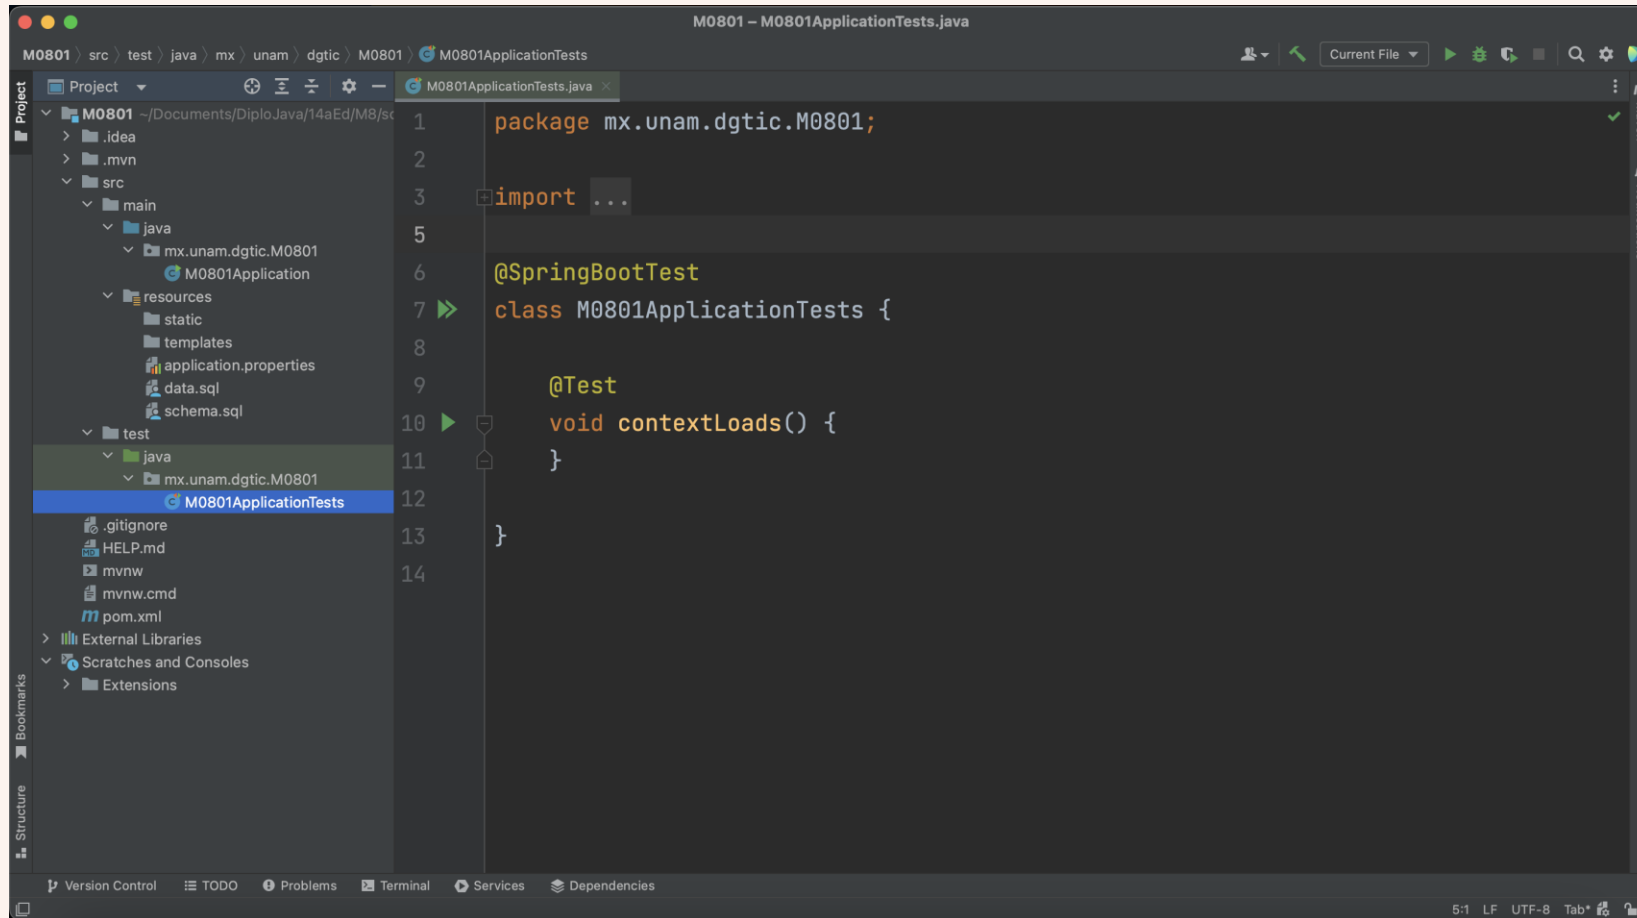 M0801 – M0801ApplicationTests.java
M0801 src test java mx unam dgtic M0801 M0801ApplicationTests
Current File
Project
Project
M0801ApplicationTests.java
M0801 ~/Documents/DiploJava/14aEd/M8/sc
.idea
.mvn
src
main
java
mx.unam.dgtic.M0801
M0801Application
resources
static
templates
application.properties
data.sql
schema.sql
test
java
mx.unam.dgtic.M0801
M0801ApplicationTests
.gitignore
HELP.md
mvnw
mvnw.cmd
pom.xml
External Libraries
Scratches and Consoles
Extensions
Bookmarks
Structure
1 package mx.unam.dgtic.M0801;
2
3 import ...
5
6 @SpringBootTest
7 class M0801ApplicationTests {
8
9 @Test
10 void contextLoads() {
11 }
12
13 }
14
Version Control TODO Problems Terminal Services Dependencies
5:1 LF UTF-8 Tab*